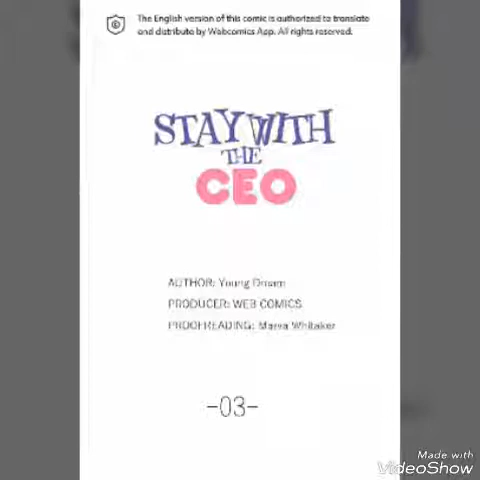 The English version of this comic is authorized to translate
and distribute by Webcomics App. All rights reserved.
STAY WITH
THE
CEO
AUTHOR: Young Dream
PRODUCER: WEB COMICS
PROOFREADING: Marva Whitaker
-03-
Made with
VideoShow